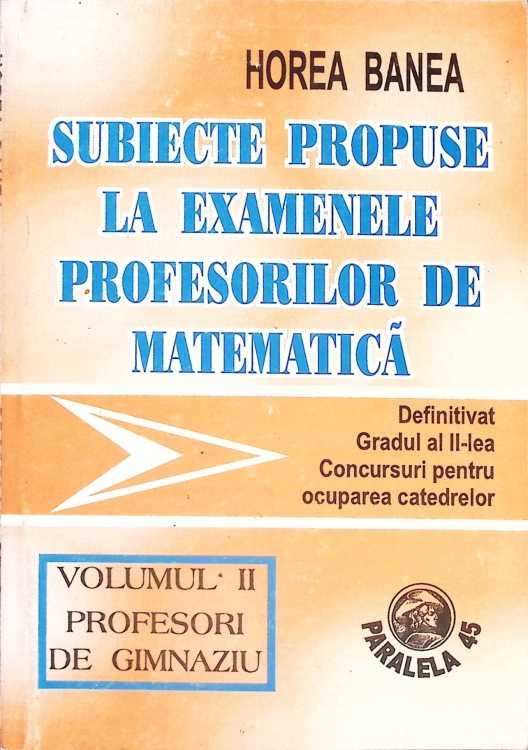 HOREA BANEA
SUBIECTE PROPUSE
LA EXAMENELE
PROFESORILOR DE
MATEMATICÃ
Definitivat
Gradul al II-lea
Concursuri pentru
ocuparea catedrelor
VOLUMUL II
PROFESORI
DE GIMNAZIU
PARALELA 45